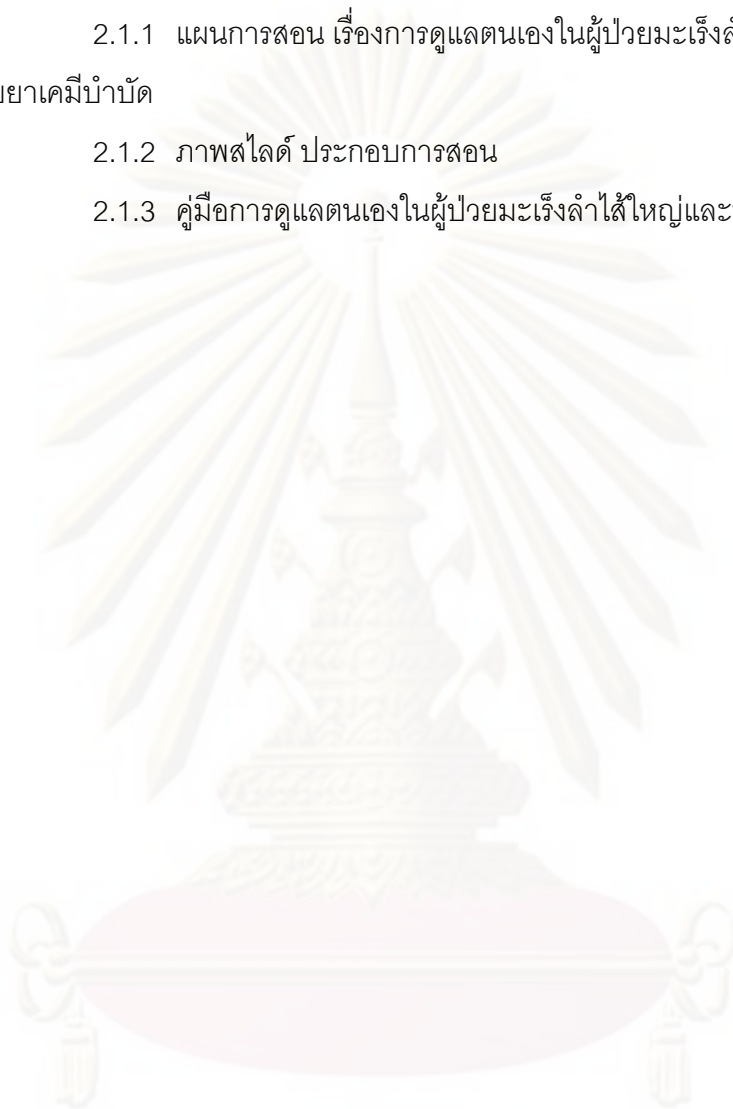 2.1.1 แผนการสอน เรื่องการดูแลตนเองในผู้ป่วยมะเร็ง
ยาเคมีบำบัด
2.1.2 ภาพสไลด์ ประกอบการสอน
2.1.3 คู่มือการดูแลตนเองในผู้ป่วยมะเร็งลำไส้ใหญ่และ